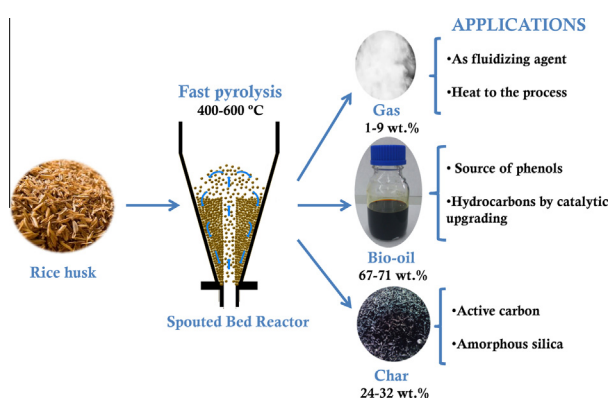 APPLICATIONS
Fast pyrolysis
400-600 ºC
•As fluidizing agent
•Heat to the process
Gas
1-9 wt.%
• Source of phenols
•Hydrocarbons by catalytic
upgrading
Rice husk
Bio-oil
67-71 wt.%
Spouted Bed Reactor
•Active carbon
•Amorphous silica
Char
24-32 wt.%